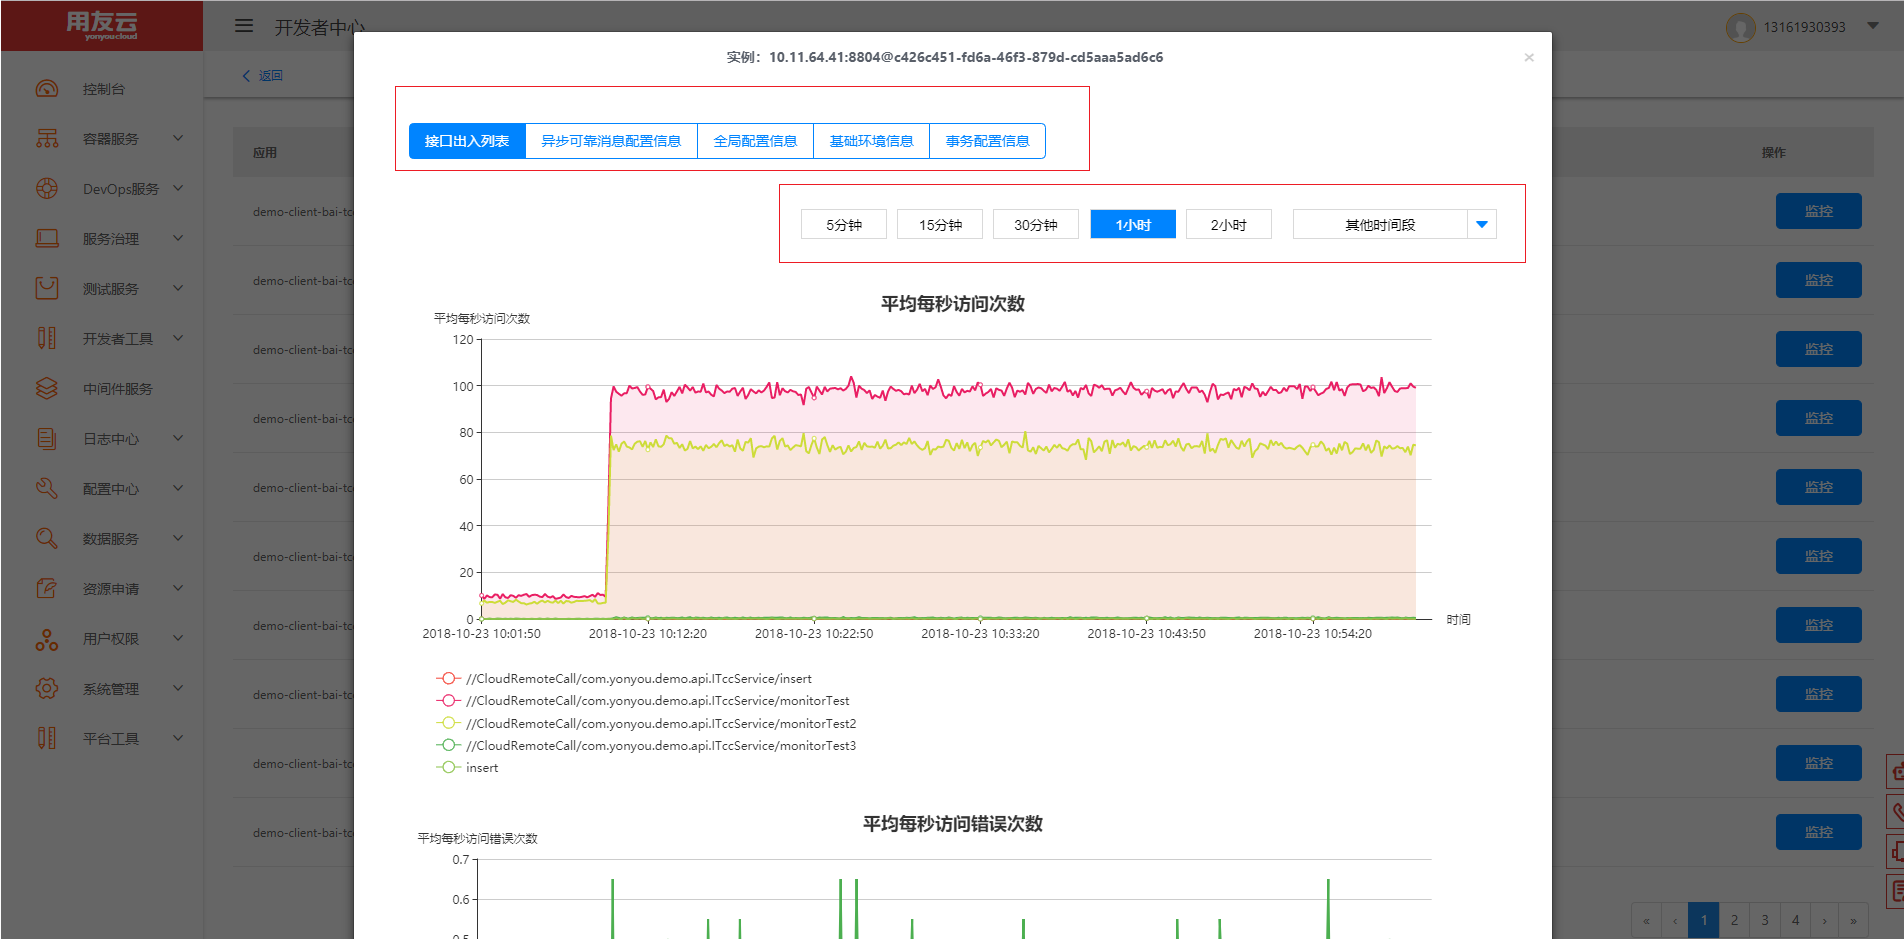 用友云
yonyoucloud
开发者中心
13161930393
控制台
容器服务
DevOps服务
服务治理
测试服务
开发者工具
中间件服务
日志中心
配置中心
数据服务
资源申请
用户权限
系统管理
平台工具
返回
应用
操作
demo-client-bai-tc
监控
demo-client-bai-tc
监控
demo-client-bai-tc
监控
demo-client-bai-tc
监控
demo-client-bai-tc
监控
demo-client-bai-tc
监控
demo-client-bai-tc
监控
demo-client-bai-tc
监控
demo-client-bai-tc
监控
demo-client-bai-tc
监控
« ‹ 1 2 3 4 › »
实例：10.11.64.41:8804@c426c451-fd6a-46f3-879d-cd5aaa5ad6c6 ×
接口出入列表 异步可靠消息配置信息 全局配置信息 基础环境信息 事务配置信息
5分钟 15分钟 30分钟 1小时 2小时 其他时间段
平均每秒访问次数
平均每秒访问次数
120
100
80
60
40
20
0
时间
2018-10-23 10:01:50 2018-10-23 10:12:20 2018-10-23 10:22:50 2018-10-23 10:33:20 2018-10-23 10:43:50 2018-10-23 10:54:20
//CloudRemoteCall/com.yonyou.demo.api.ITccService/insert
//CloudRemoteCall/com.yonyou.demo.api.ITccService/monitorTest
//CloudRemoteCall/com.yonyou.demo.api.ITccService/monitorTest2
//CloudRemoteCall/com.yonyou.demo.api.ITccService/monitorTest3
insert
平均每秒访问错误次数
平均每秒访问错误次数
0.7
0.6
0.5